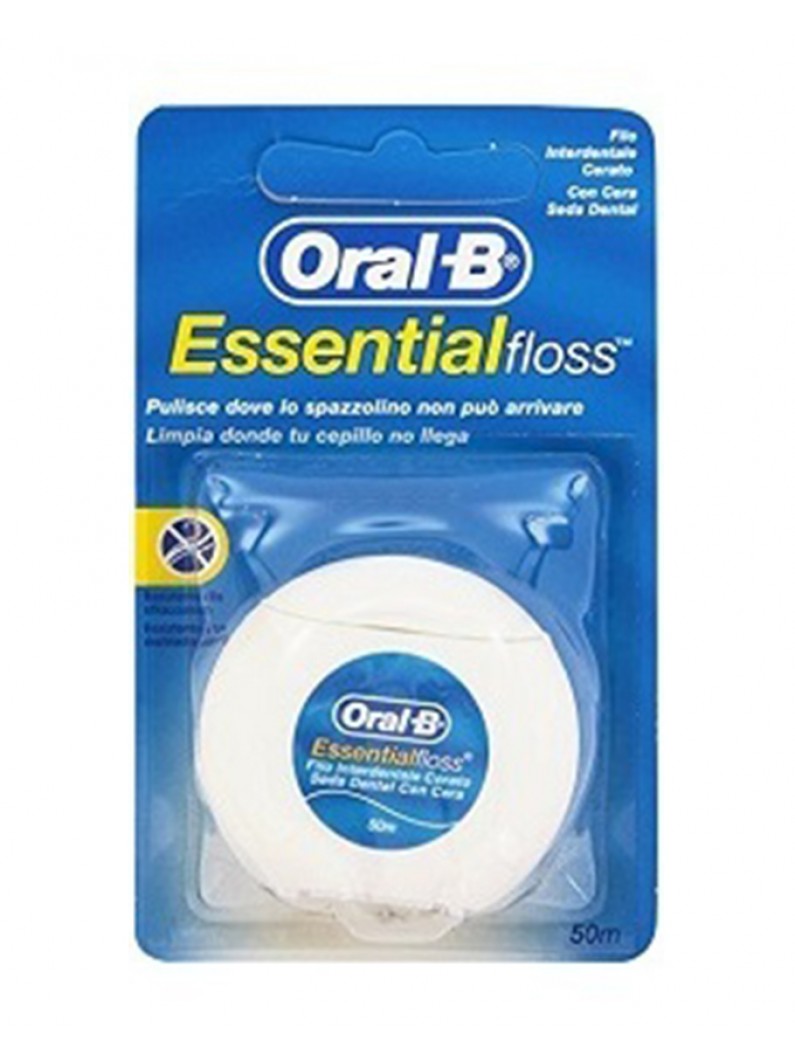 Filo
Interdentale
Cerato
Con Cera
Seda Dental
Oral-B®
Essentialfloss™
Pulisce dove lo spazzolino non può arrivare
Limpia donde tu cepillo no llega
Oral-B
Essentialfloss®
Filo Interdentale Cerato
Seda Dental Con Cera
50m
50m